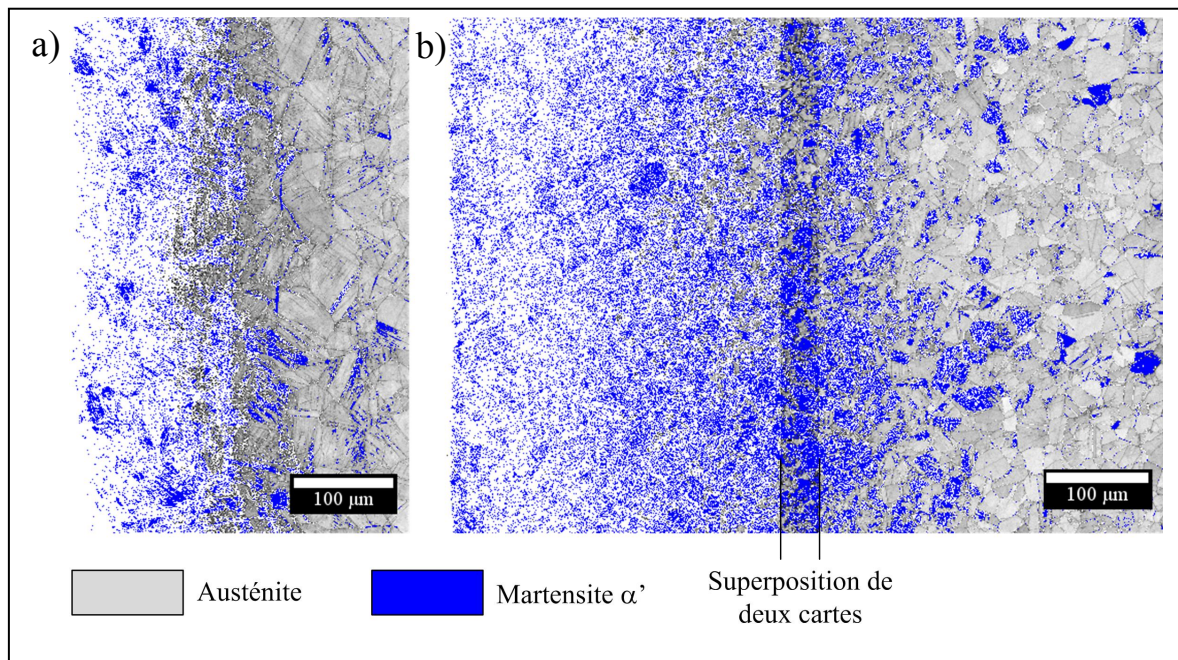 a)
b)
100 μm
100 μm
Austénite
Martensite α’
Superposition de
deux cartes